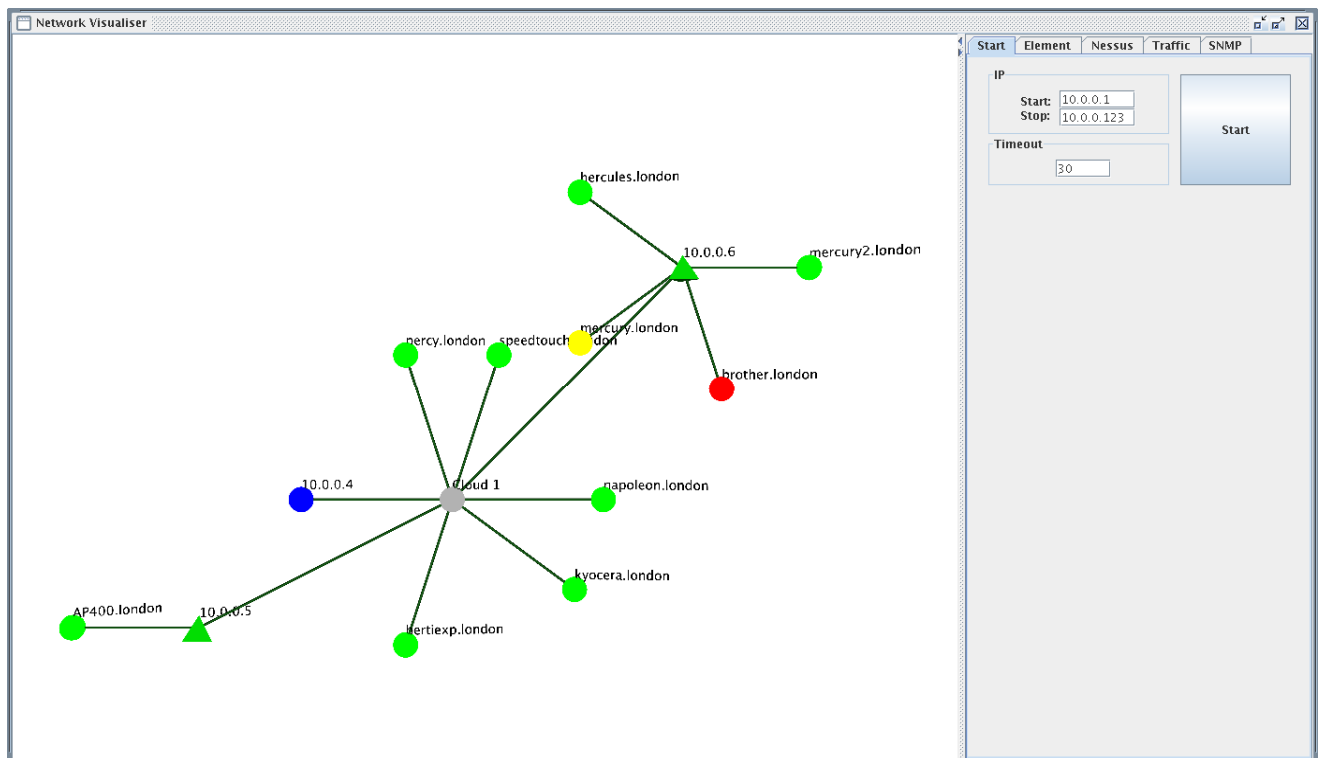 Network Visualiser
Start Element Nessus Traffic SNMP
IP
Start: 10.0.0.1
Stop: 10.0.0.123
Start
Timeout
30
hercules.london
10.0.0.6
mercury2.london
mercury.london
percy.london
brother.london
10.0.0.4
Cloud 1
napoleon.london
kyocera.london
AP400.london
10.0.0.5
bertiexp.london